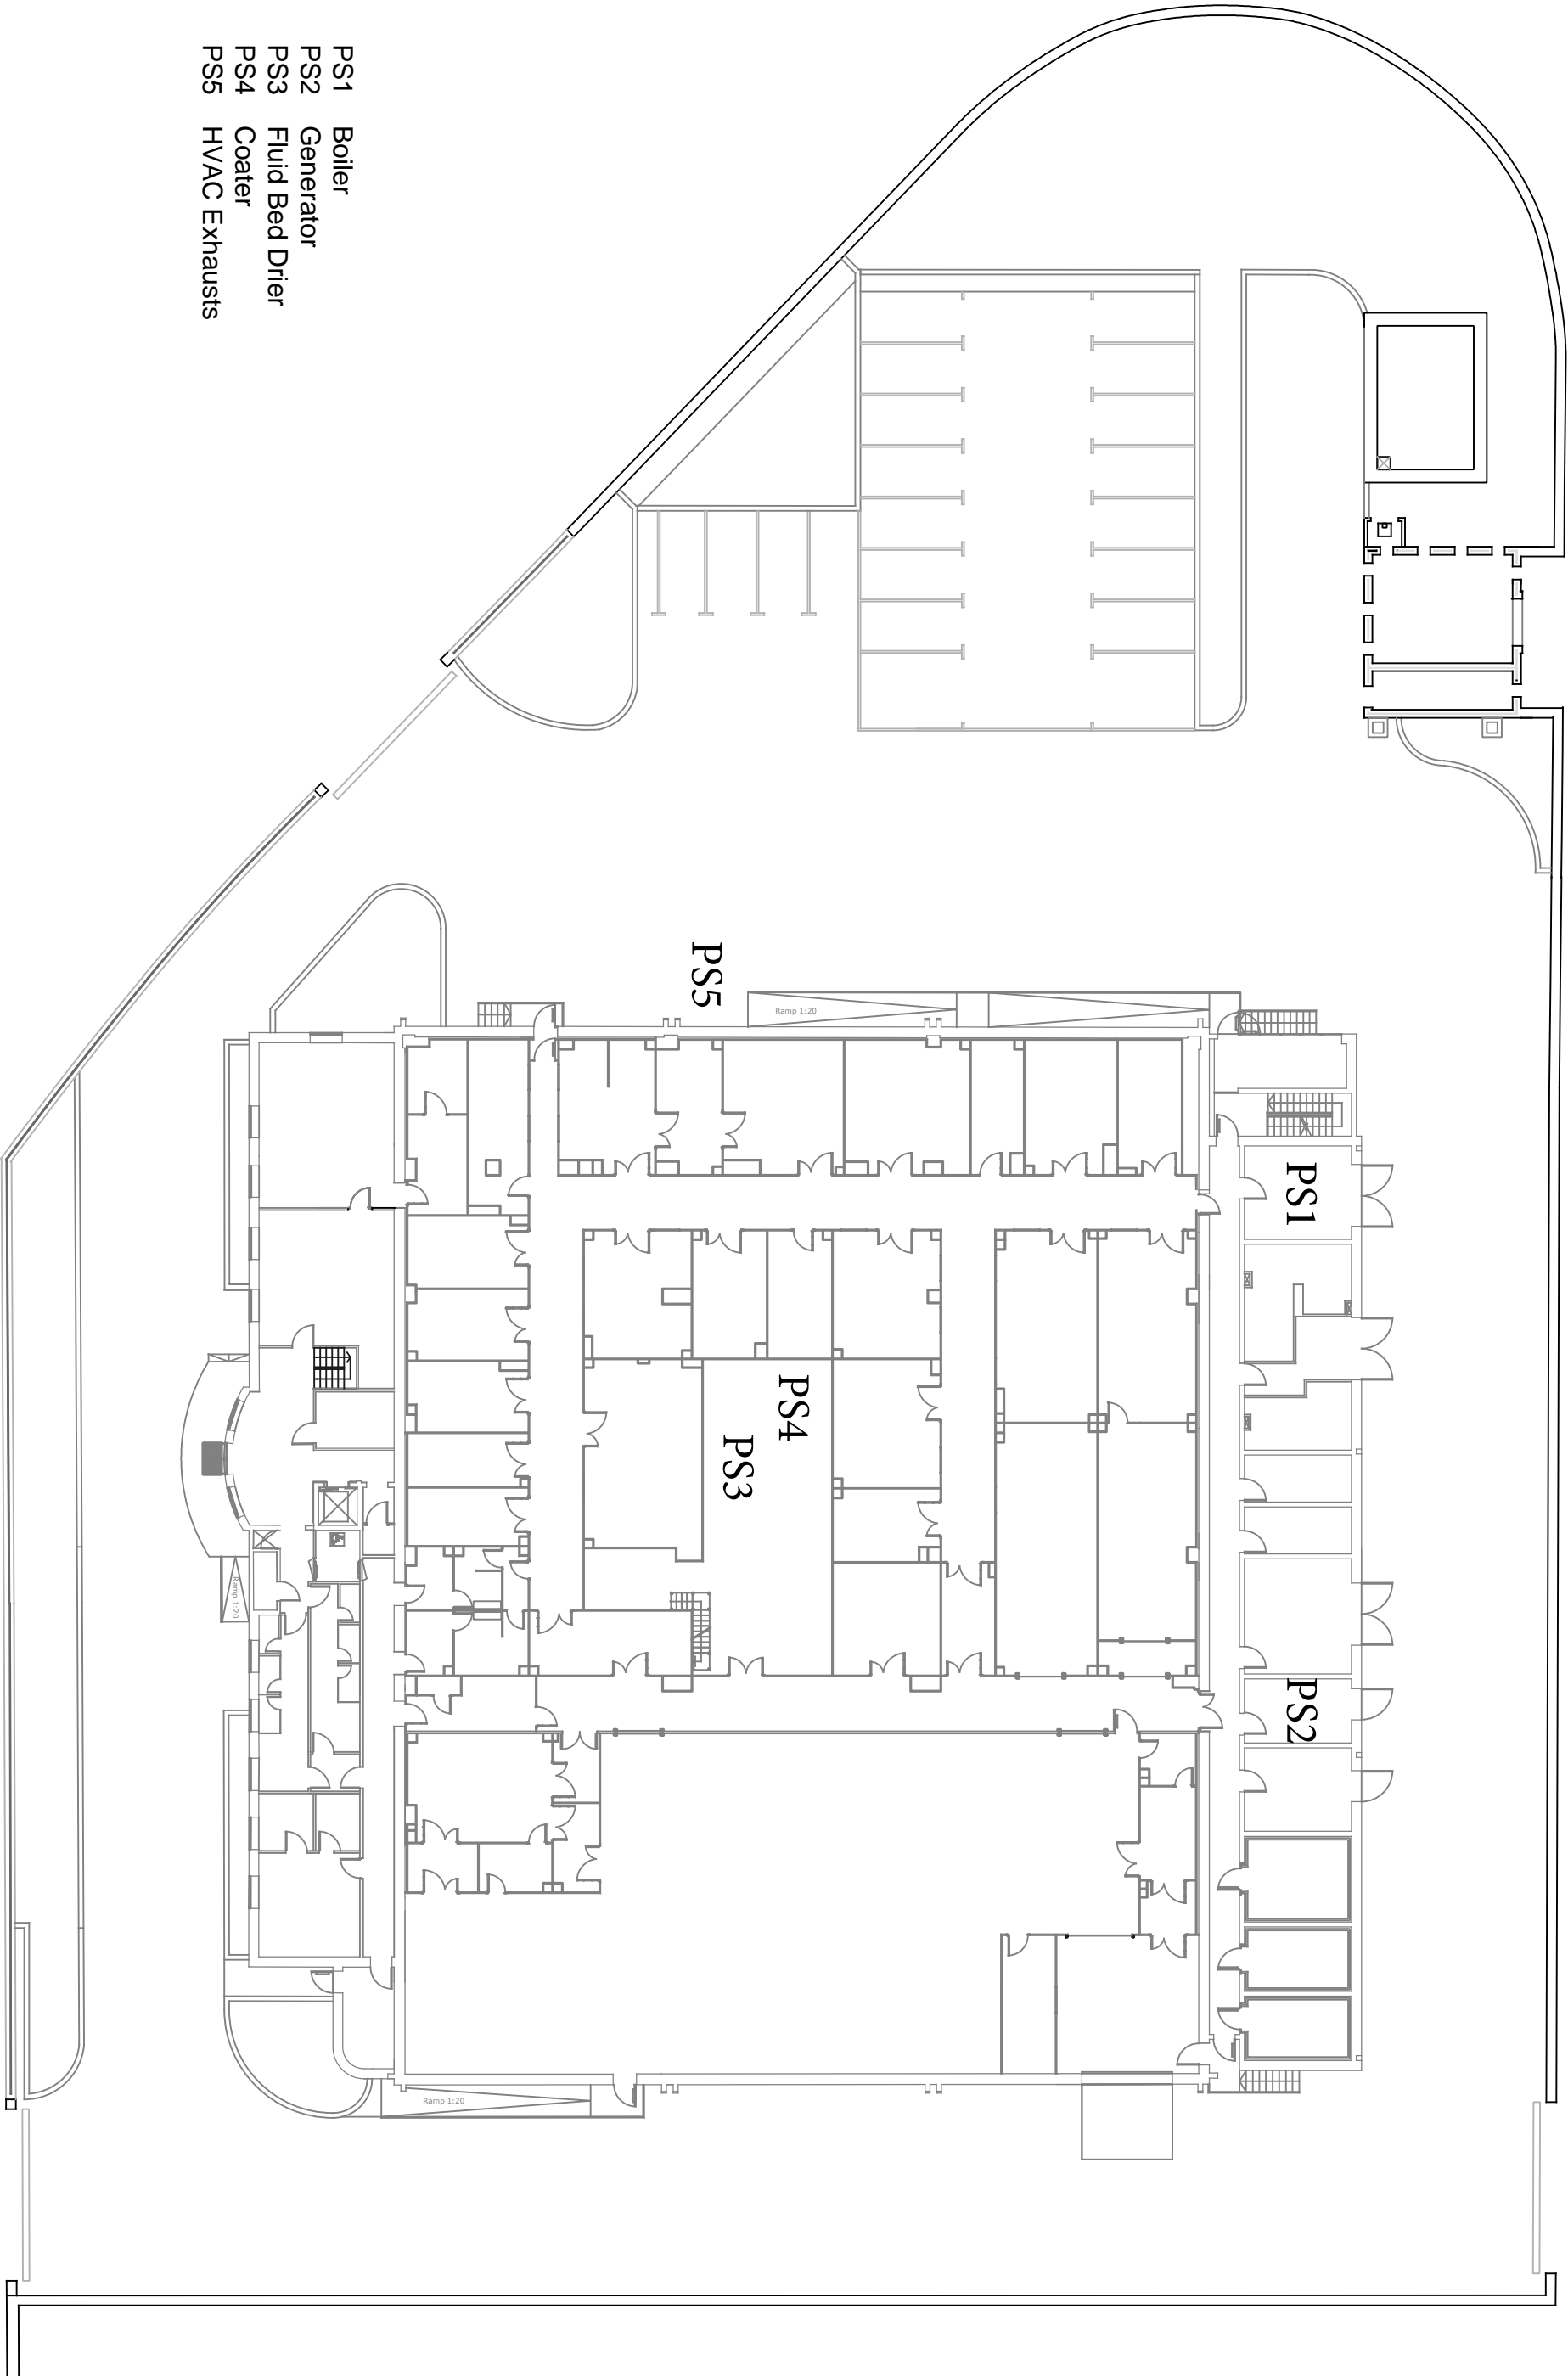 PS1 Boiler
PS2 Generator
PS3 Fluid Bed Drier
PS4 Coater
PS5 HVAC Exhausts
PS5
Ramp 1:20
PS1
PS4
PS3
Ramp 1:20
PS2
Ramp 1:20